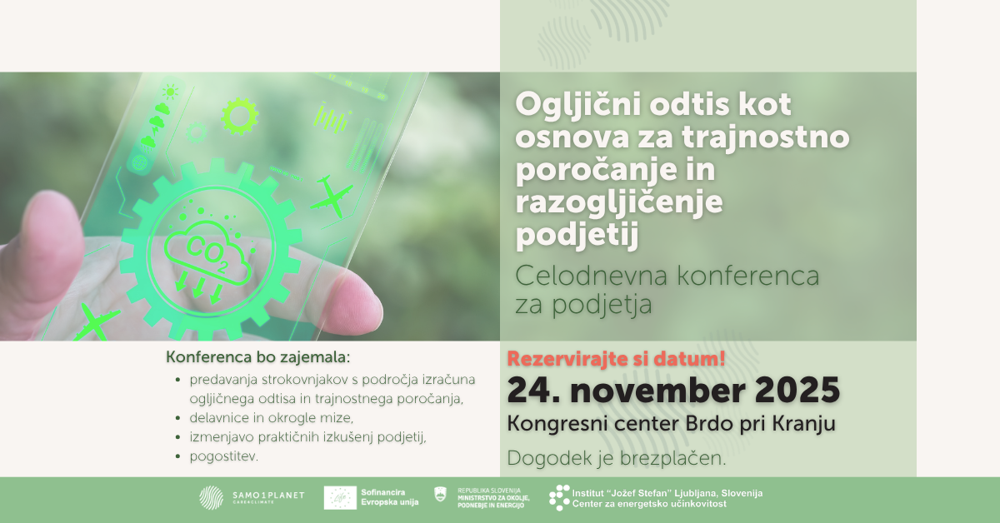 Ogljični odtis kot
osnova za trajnostno
poročanje in
razogljičenje
podjetij
Celodnevna konferenca
za podjetja
CO2
Konferenca bo zajemala:
• predavanja strokovnjakov s področja izračuna
ogljičnega odtisa in trajnostnega poročanja,
• delavnice in okrogle mize,
• izmenjavo praktičnih izkušenj podjetij,
• pogostitev.
Rezervirajte si datum!
24. november 2025
Kongresni center Brdo pri Kranju
Dogodek je brezplačen.
SAMO1PLANET
CARE4CLIMATE
Sofinancira
Evropska unija
REPUBLIKA SLOVENIJA
MINISTRSTVO ZA OKOLJE,
PODNEBJE IN ENERGIJO
Institut "Jožef Stefan" Ljubljana, Slovenija
Center za energetsko učinkovitost